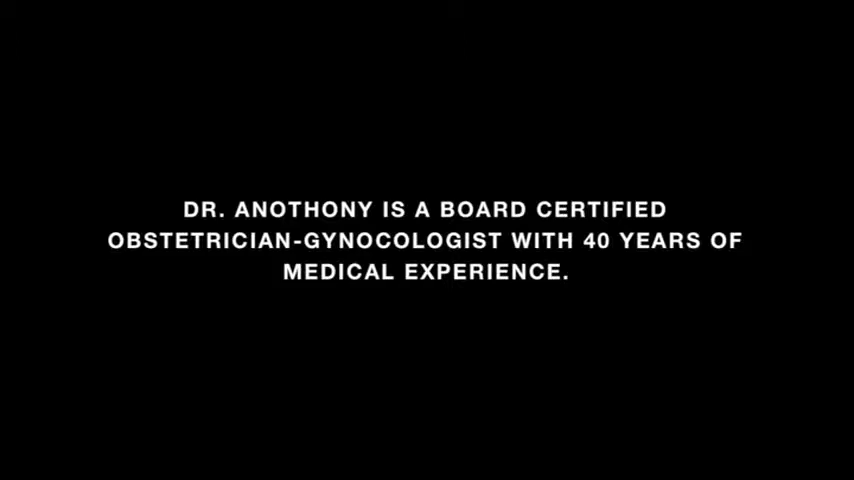 DR. ANOTHONY IS A BOARD CERTIFIED
OBSTETRICIAN-GYNOCOLOGIST WITH 40 YEARS OF
MEDICAL EXPERIENCE.